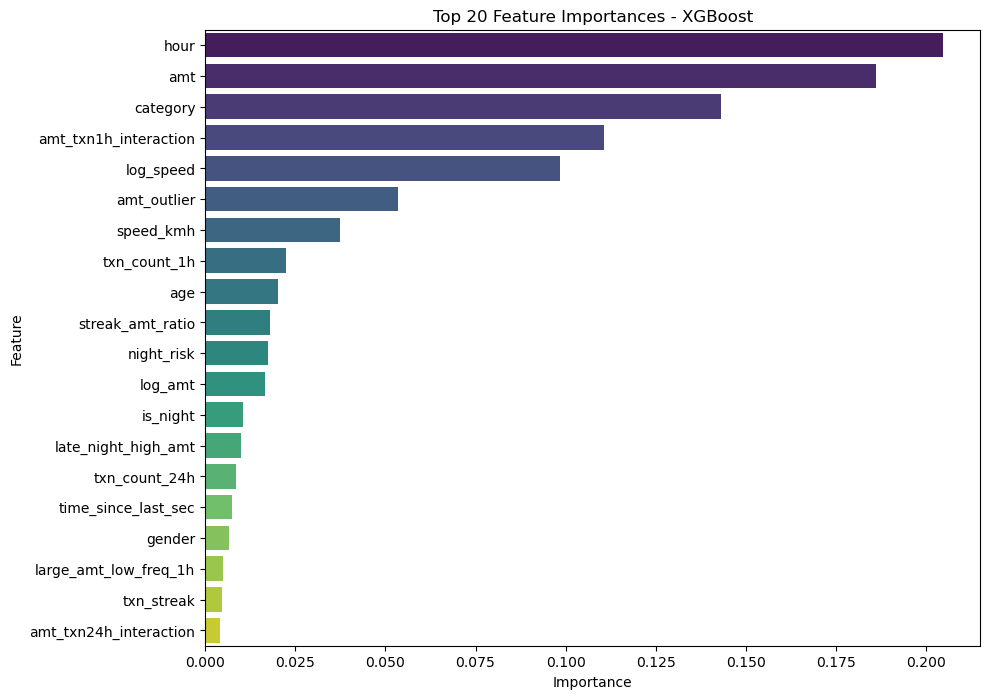 Top 20 Feature Importances - XGBoost
Feature
hour
amt
category
amt_txn1h_interaction
log_speed
amt_outlier
speed_kmh
txn_count_1h
age
streak_amt_ratio
night_risk
log_amt
is_night
late_night_high_amt
txn_count_24h
time_since_last_sec
gender
large_amt_low_freq_1h
txn_streak
amt_txn24h_interaction
0.000 0.025 0.050 0.075 0.100 0.125 0.150 0.175 0.200
Importance